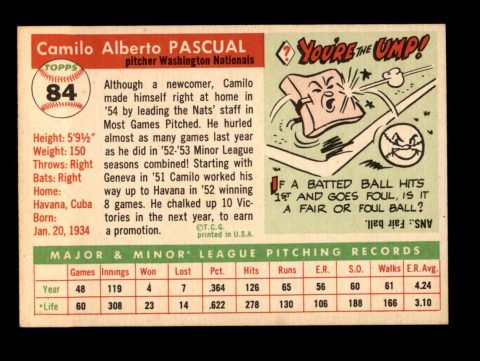 Camilo Alberto PASCUAL
pitcher Washington Nationals
TOPPS
84
Height: 5'9½"
Weight: 150
Throws: Right
Bats: Right
Home:
Havana, Cuba
Born:
Jan. 20, 1934
Although a newcomer, Camilo
made himself right at home in
'54 by leading the Nats' staff in
Most Games Pitched. He hurled
almost as many games last year
as he did in '52-'53 Minor League
seasons combined! Starting with
Geneva in '51 Camilo worked his
way up to Havana in '52 winning
8 games. He chalked up 10 Vic-
tories in the next year, to earn
a promotion.
©T.C.G.
printed in U.S.A.
?
YOU'RE THE UMP!
IF A BATTED BALL HITS
1ST AND GOES FOUL, IS IT
A FAIR OR FOUL BALL?
ANS.: Fair ball.
MAJOR & MINOR* LEAGUE PITCHING RECORDS
Games Innings Won Lost Pct. Hits Runs E.R. S.O. Walks E.R. Avg.
Year 48 119 4 7 .364 126 65 56 60 61 4.24
*Life 60 308 23 14 .622 278 130 106 188 166 3.10